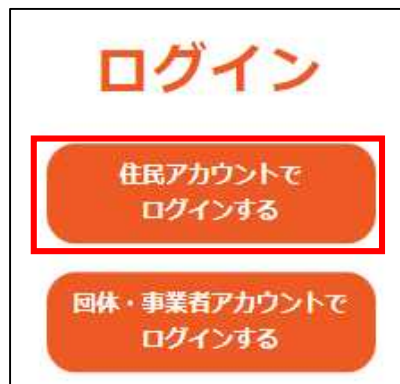 ログイン
住民アカウントで
ログインする
団体・事業者アカウントで
ログインする